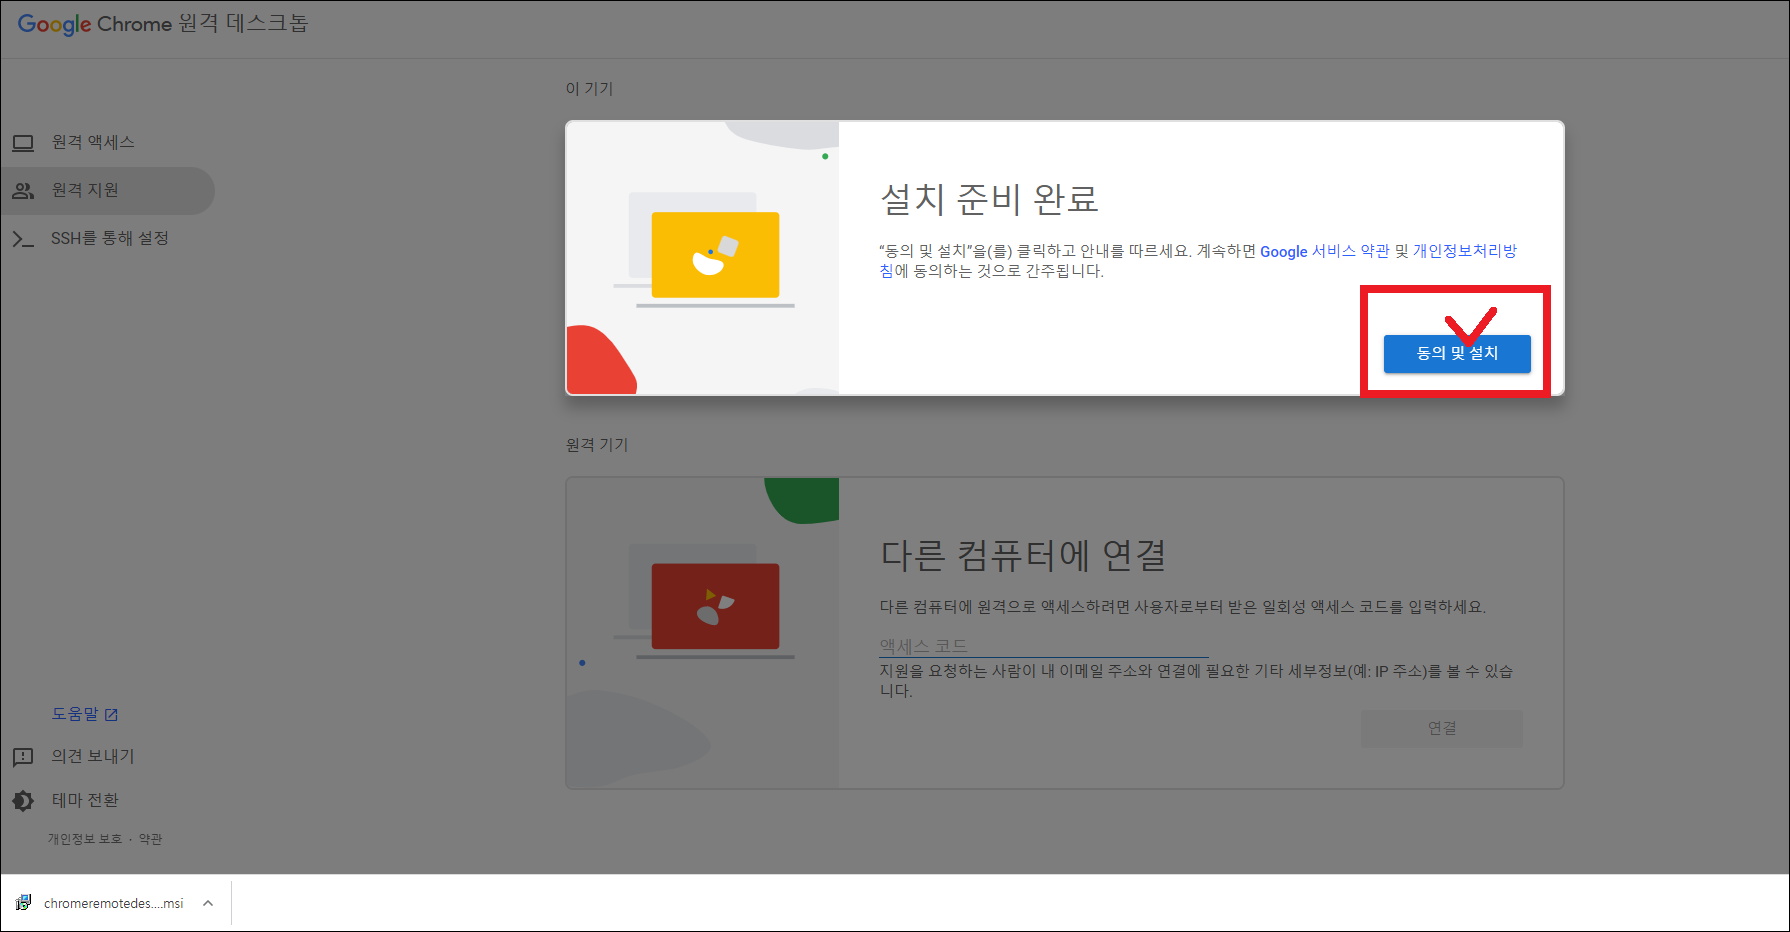 Google Chrome 원격 데스크톱
이 기기
원격 액세스
원격 지원
SSH를 통해 설정
설치 준비 완료
“동의 및 설치”을(를) 클릭하고 안내를 따르세요. 계속하면 Google 서비스 약관 및 개인정보처리방
침에 동의하는 것으로 간주됩니다.
동의 및 설치
원격 기기
다른 컴퓨터에 연결
다른 컴퓨터에 원격으로 액세스하려면 사용자로부터 받은 일회성 액세스 코드를 입력하세요.
액세스 코드
지원을 요청하는 사람이 내 이메일 주소와 연결에 필요한 기타 세부정보(예: IP 주소)를 볼 수 있습
니다.
연결
도움말
의견 보내기
테마 전환
개인정보 보호 · 약관
chromeremotedes....msi